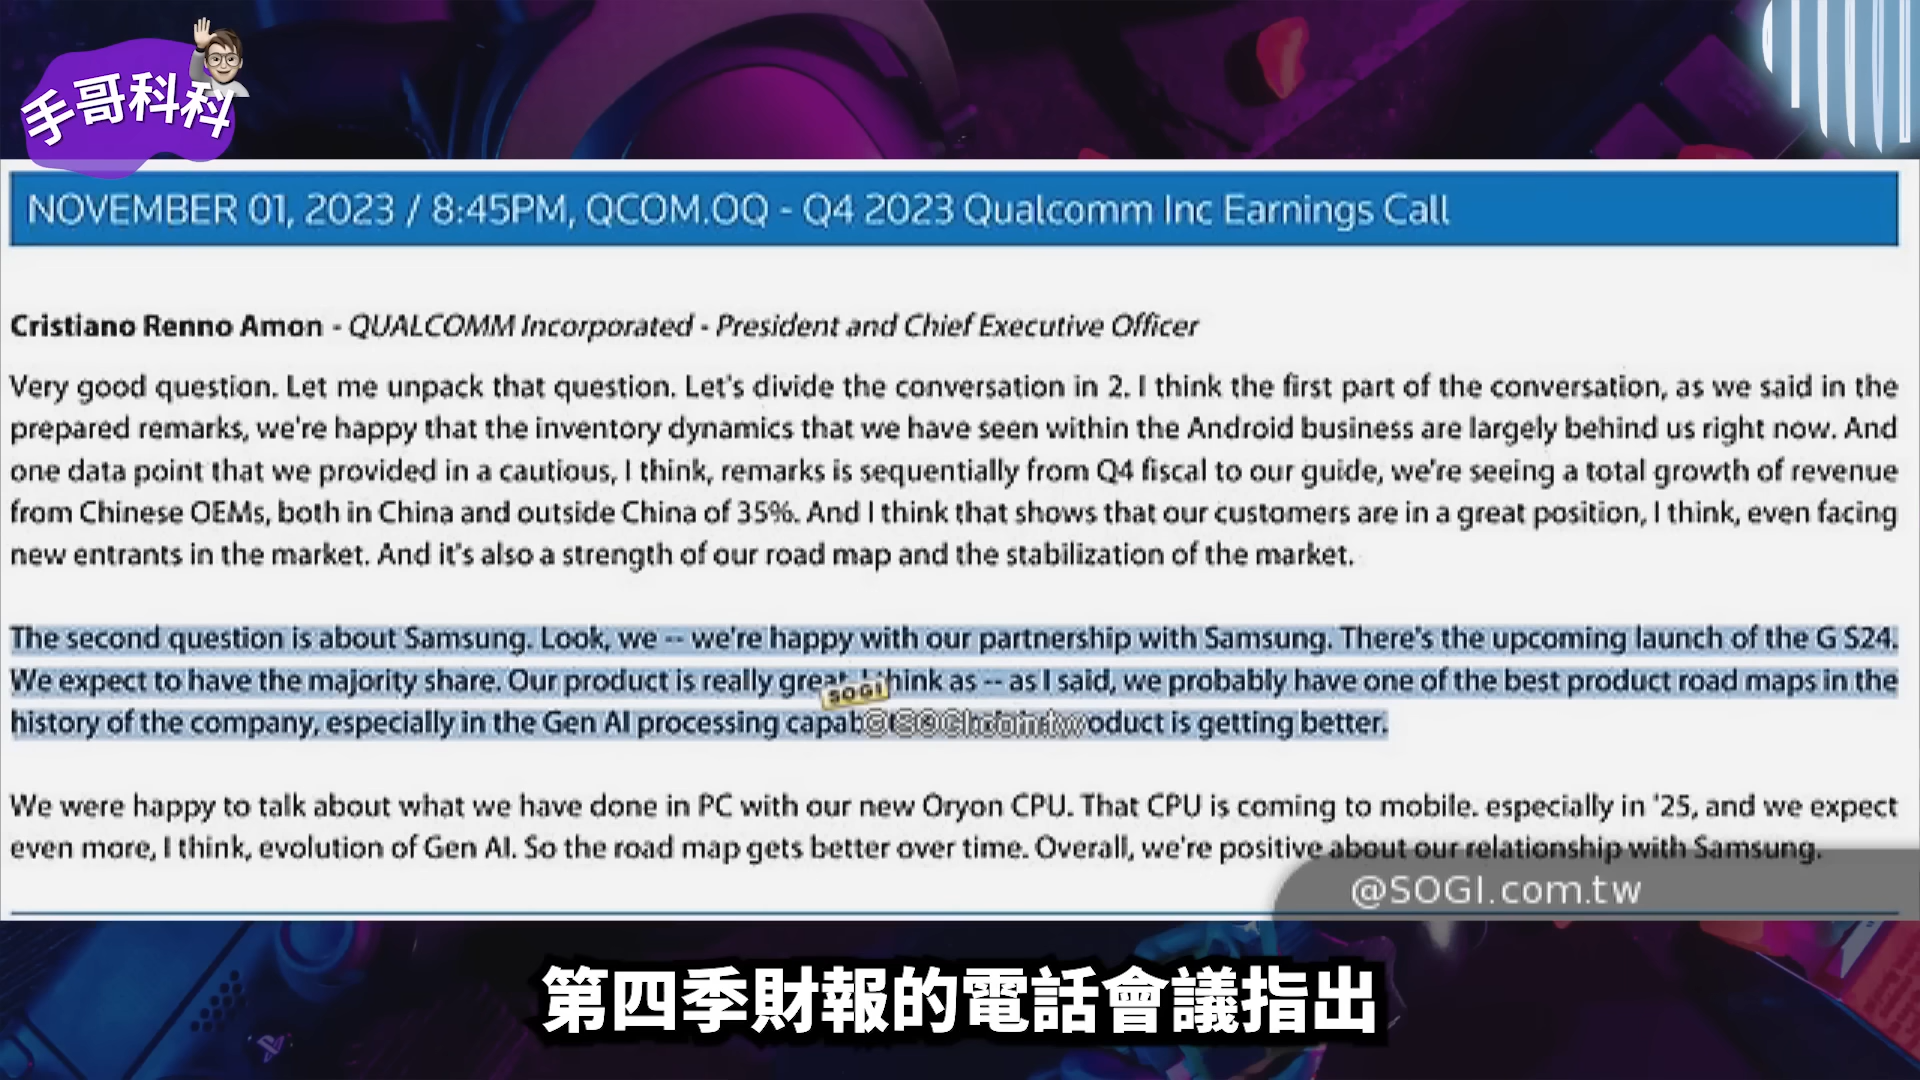 手哥科科
NOVEMBER 01, 2023 / 8:45PM, QCOM.OQ - Q4 2023 Qualcomm Inc Earnings Call
Cristiano Renno Amon - QUALCOMM Incorporated - President and Chief Executive Officer
Very good question. Let me unpack that question. Let's divide the conversation in 2. I think the first part of the conversation, as we said in the
prepared remarks, we're happy that the inventory dynamics that we have seen within the Android business are largely behind us right now. And
one data point that we provided in a cautious, I think, remarks is sequentially from Q4 fiscal to our guide, we're seeing a total growth of revenue
from Chinese OEMs, both in China and outside China of 35%. And I think that shows that our customers are in a great position, I think, even facing
new entrants in the market. And it's also a strength of our road map and the stabilization of the market.
The second question is about Samsung. Look, we -- we're happy with our partnership with Samsung. There's the upcoming launch of the G S24.
We expect to have the majority share. Our product is really as -- as I said, we probably have one of the best product road maps in the
SOGI
history of the company, especially in the Gen AI processing is getting better.
@SOGI.com.tw
We were happy to talk about what we have done in PC with our new Oryon CPU. That CPU is coming to mobile. especially in '25, and we expect
even more, I think, evolution of Gen AI. So the road map gets better over time. Overall, we're positive about our relationship with Samsung.
@SOGI.com.tw
第四季財報的電話會議指出